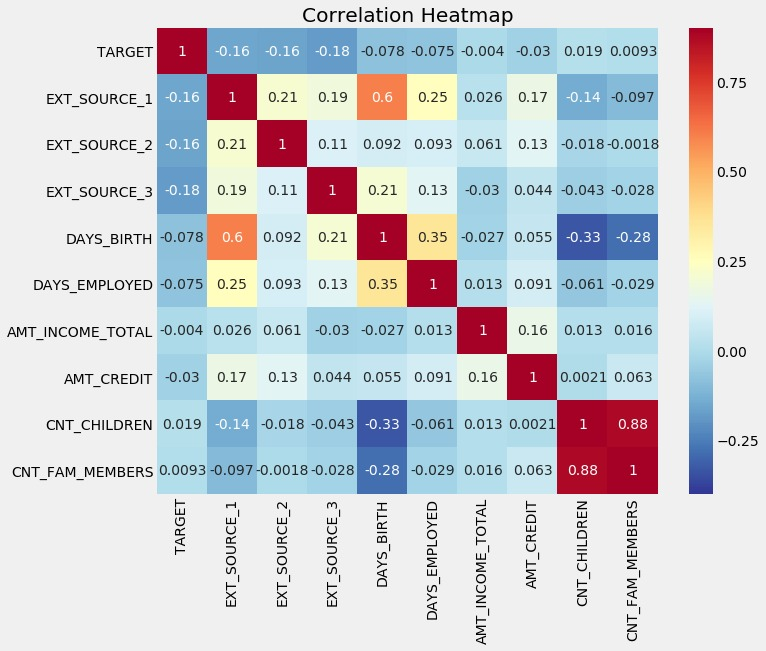 Correlation Heatmap
TARGET 1 -0.16 -0.16 -0.18 -0.078 -0.075 -0.004 -0.03 0.019 0.0093
EXT_SOURCE_1 -0.16 1 0.21 0.19 0.6 0.25 0.026 0.17 -0.14 -0.097
EXT_SOURCE_2 -0.16 0.21 1 0.11 0.092 0.093 0.061 0.13 -0.018 -0.0018
EXT_SOURCE_3 -0.18 0.19 0.11 1 0.21 0.13 -0.03 0.044 -0.043 -0.028
DAYS_BIRTH -0.078 0.6 0.092 0.21 1 0.35 -0.027 0.055 -0.33 -0.28
DAYS_EMPLOYED -0.075 0.25 0.093 0.13 0.35 1 0.013 0.091 -0.061 -0.029
AMT_INCOME_TOTAL -0.004 0.026 0.061 -0.03 -0.027 0.013 1 0.16 0.013 0.016
AMT_CREDIT -0.03 0.17 0.13 0.044 0.055 0.091 0.16 1 0.0021 0.063
CNT_CHILDREN 0.019 -0.14 -0.018 -0.043 -0.33 -0.061 0.013 0.0021 1 0.88
CNT_FAM_MEMBERS 0.0093 -0.097 -0.0018 -0.028 -0.28 -0.029 0.016 0.063 0.88 1
TARGET
EXT_SOURCE_1
EXT_SOURCE_2
EXT_SOURCE_3
DAYS_BIRTH
DAYS_EMPLOYED
AMT_INCOME_TOTAL
AMT_CREDIT
CNT_CHILDREN
CNT_FAM_MEMBERS
0.75
0.50
0.25
0.00
−0.25